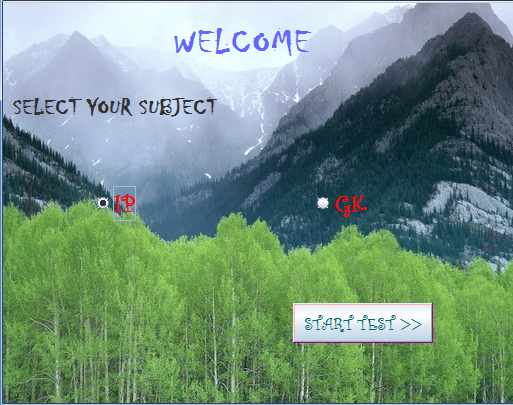 WELCOME
SELECT YOUR SUBJECT
IP GK
START TEST >>